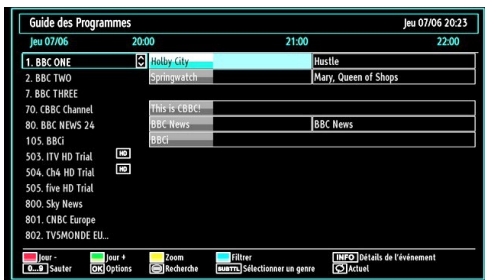 Guide des Programmes Jeu 07/06 20:23
Jeu 07/06 20:00 21:00 22:00
1. BBC ONE Holby City Hustle
2. BBC TWO Springwatch Mary, Queen of Shops
7. BBC THREE
70. CBBC Channel This is CBBC!
80. BBC NEWS 24 BBC News BBC News
105. BBCi BBCi
503. ITV HD Trial HD
504. Ch4 HD Trial HD
505. five HD Trial
800. Sky News
801. CNBC Europe
802. TV5MONDE EU...
Jour - Jour + Zoom Filtrer INFO Détails de l'événement
0...9 Sauter OK Options Recherche SUBTTL Sélectionner un genre Actuel